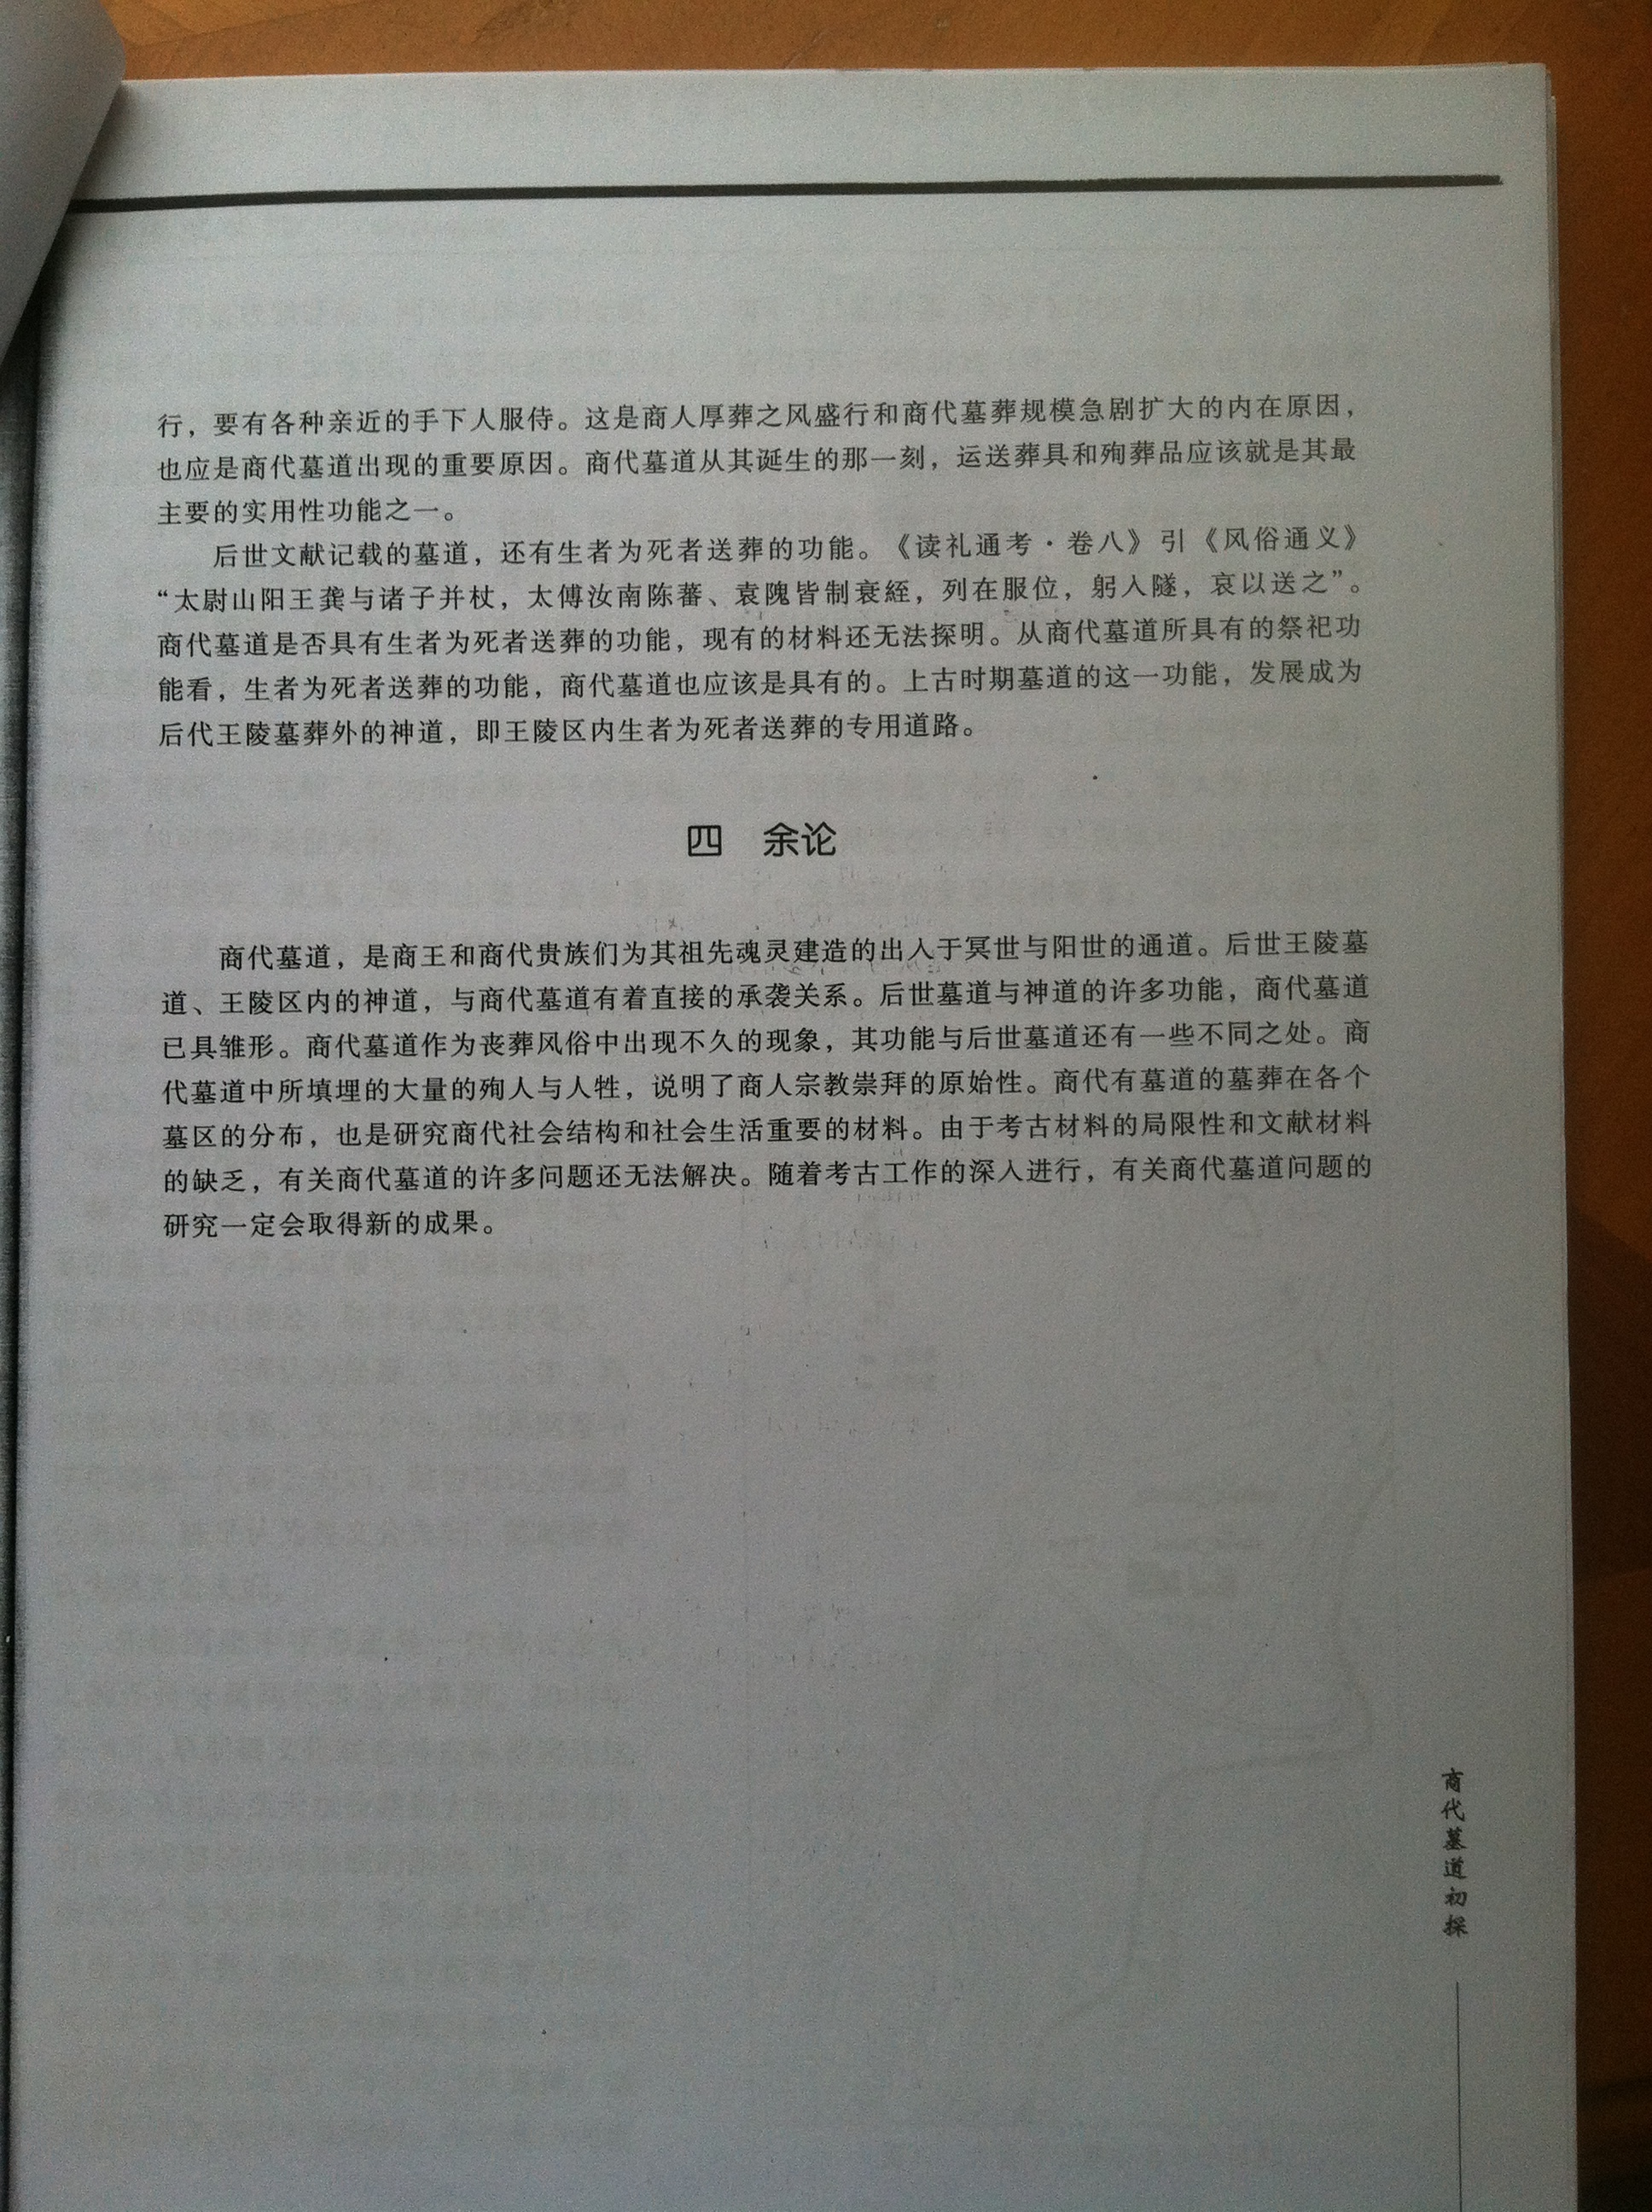 行，要有各种亲近的手下人服侍。这是商人厚葬之风盛行和商代墓葬规模急剧扩大的内在原因，
也应是商代墓道出现的重要原因。商代墓道从其诞生的那一刻，运送葬具和殉葬品应该就是其最
主要的实用性功能之一。
后世文献记载的墓道，还有生者为死者送葬的功能。《读礼通考·卷八》引《风俗通义》
“太尉山阳王龚与诸子并杖，太傅汝南陈蕃、袁隗皆制衰絰，列在服位，躬入隧，哀以送之”。
商代墓道是否具有生者为死者送葬的功能，现有的材料还无法探明。从商代墓道所具有的祭祀功
能看，生者为死者送葬的功能，商代墓道也应该是具有的。上古时期墓道的这一功能，发展成为
后代王陵墓葬外的神道，即王陵区内生者为死者送葬的专用道路。
四　余论
商代墓道，是商王和商代贵族们为其祖先魂灵建造的出入于冥世与阳世的通道。后世王陵墓
道、王陵区内的神道，与商代墓道有着直接的承袭关系。后世墓道与神道的许多功能，商代墓道
已具雏形。商代墓道作为丧葬风俗中出现不久的现象，其功能与后世墓道还有一些不同之处。商
代墓道中所填埋的大量的殉人与人牲，说明了商人宗教崇拜的原始性。商代有墓道的墓葬在各个
墓区的分布，也是研究商代社会结构和社会生活重要的材料。由于考古材料的局限性和文献材料
的缺乏，有关商代墓道的许多问题还无法解决。随着考古工作的深入进行，有关商代墓道问题的
研究一定会取得新的成果。
商代墓道初探